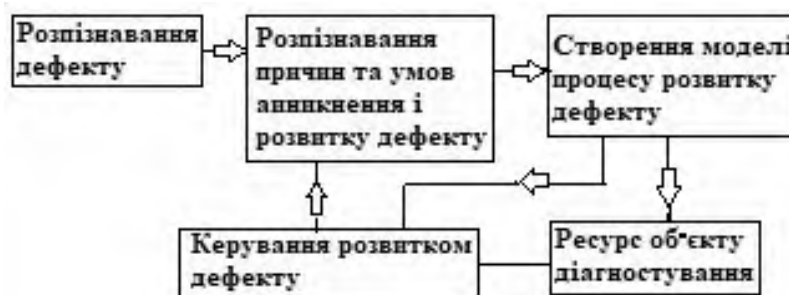 Розпізнавання
дефекту
Розпізнавання
причин та умов
анникнення і
розвитку дефекту
Створення моделі
процесу розвитку
дефекту
Керування розвитком
дефекту
Ресурс об'єкту
діагностування